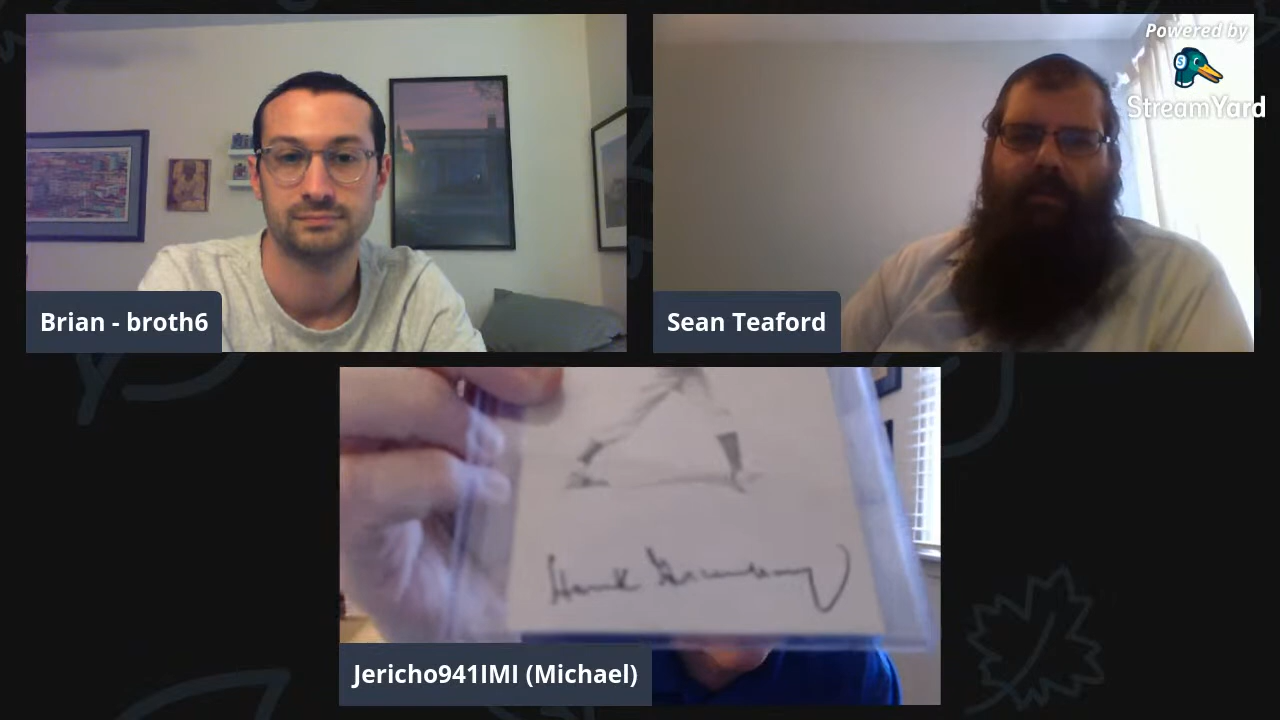 Powered by
StreamYard
Brian - broth6
Sean Teaford
Hank Greenberg
Jericho941IMI (Michael)